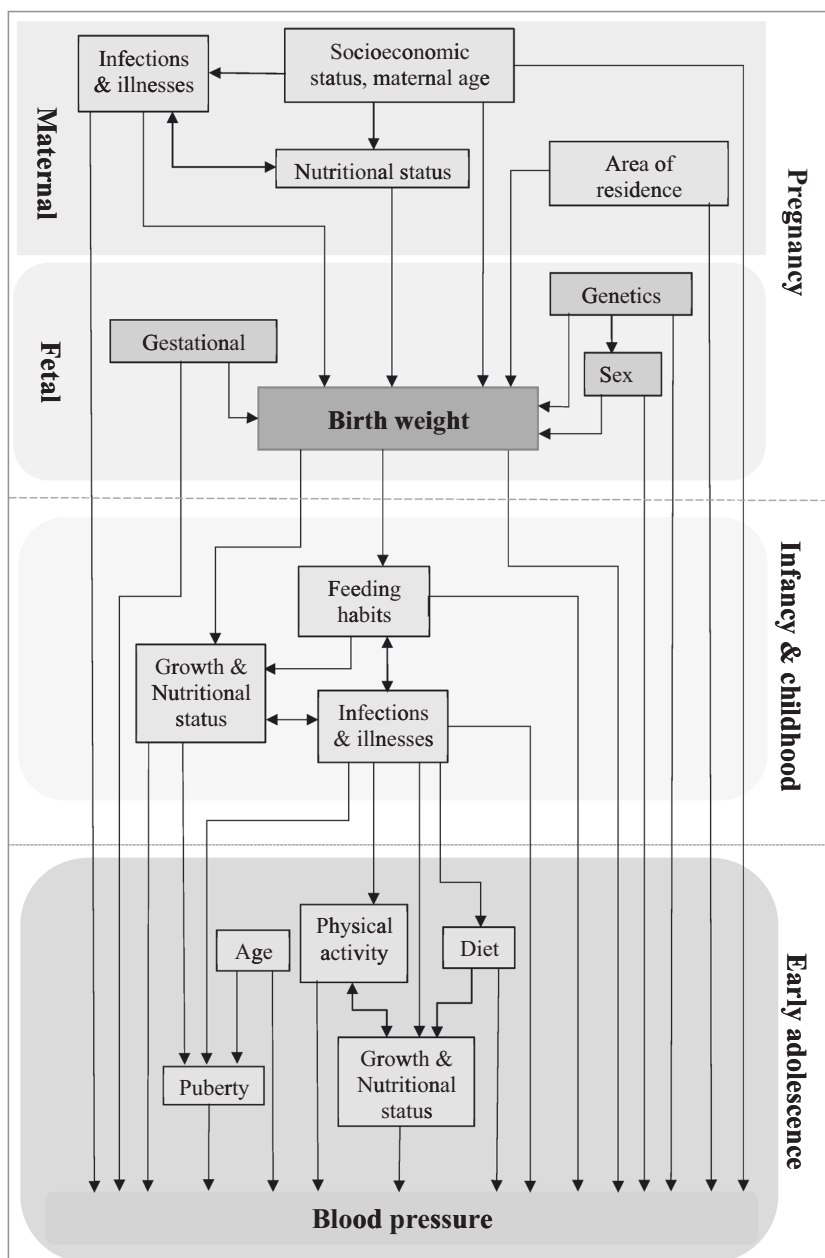 Infections
& illnesses
Socioeconomic
status, maternal age
Nutritional status
Area of
residence
Maternal
Pregnancy
Genetics
Gestational
Sex
Fetal
Birth weight
Feeding
habits
Growth &
Nutritional
status
Infections
& illnesses
Infancy & childhood
Physical
activity
Age
Diet
Growth &
Nutritional
status
Puberty
Early adolescence
Blood pressure